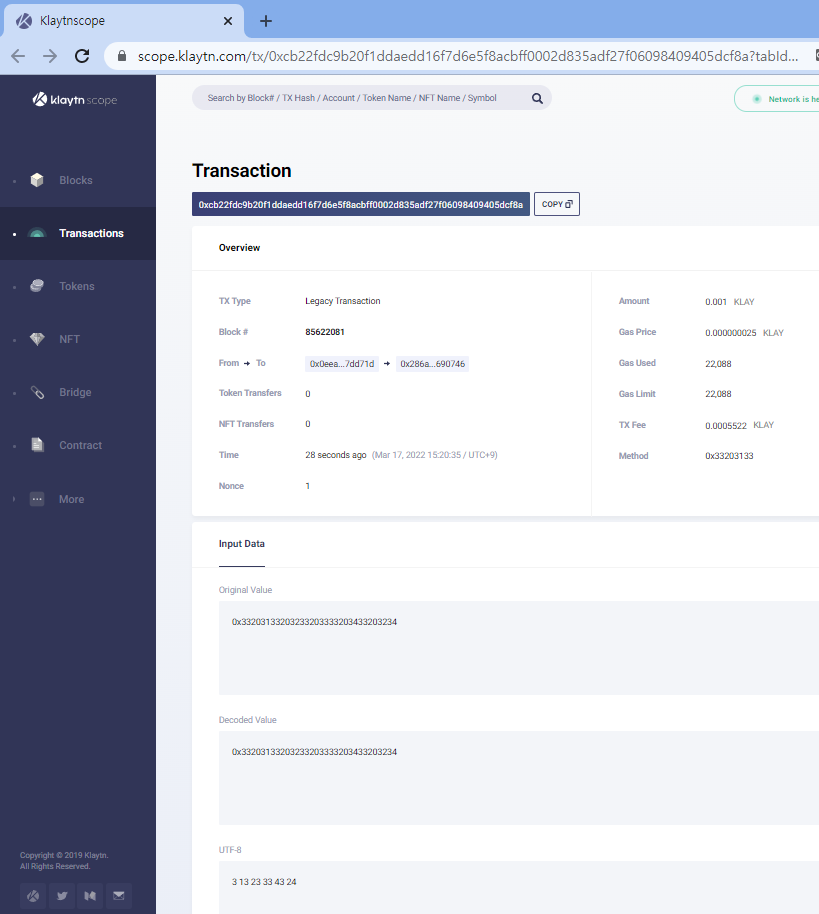 Klaytnscope
scope.klaytn.com/tx/0xcb22fdc9b20f1ddaedd16f7d6e5f8acbff0002d835adf27f06098409405dcf8a?tabId...
klaytn scope
Search by Block# / TX Hash / Account / Token Name / NFT Name / Symbol
Network is he
Blocks
Transactions
Tokens
NFT
Bridge
Contract
More
Transaction
0xcb22fdc9b20f1ddaedd16f7d6e5f8acbff0002d835adf27f06098409405dcf8a
COPY
Overview
TX Type Legacy Transaction
Block # 85622081
From → To 0x0eea...7dd71d → 0x286a...690746
Token Transfers 0
NFT Transfers 0
Time 28 seconds ago (Mar 17, 2022 15:20:35 / UTC+9)
Nonce 1
Amount 0.001 KLAY
Gas Price 0.000000025 KLAY
Gas Used 22,088
Gas Limit 22,088
TX Fee 0.0005522 KLAY
Method 0x33203133
Input Data
Original Value
0x33203133203233203333203433203234
Decoded Value
0x33203133203233203333203433203234
UTF-8
3 13 23 33 43 24
Copyright © 2019 Klaytn.
All Rights Reserved.